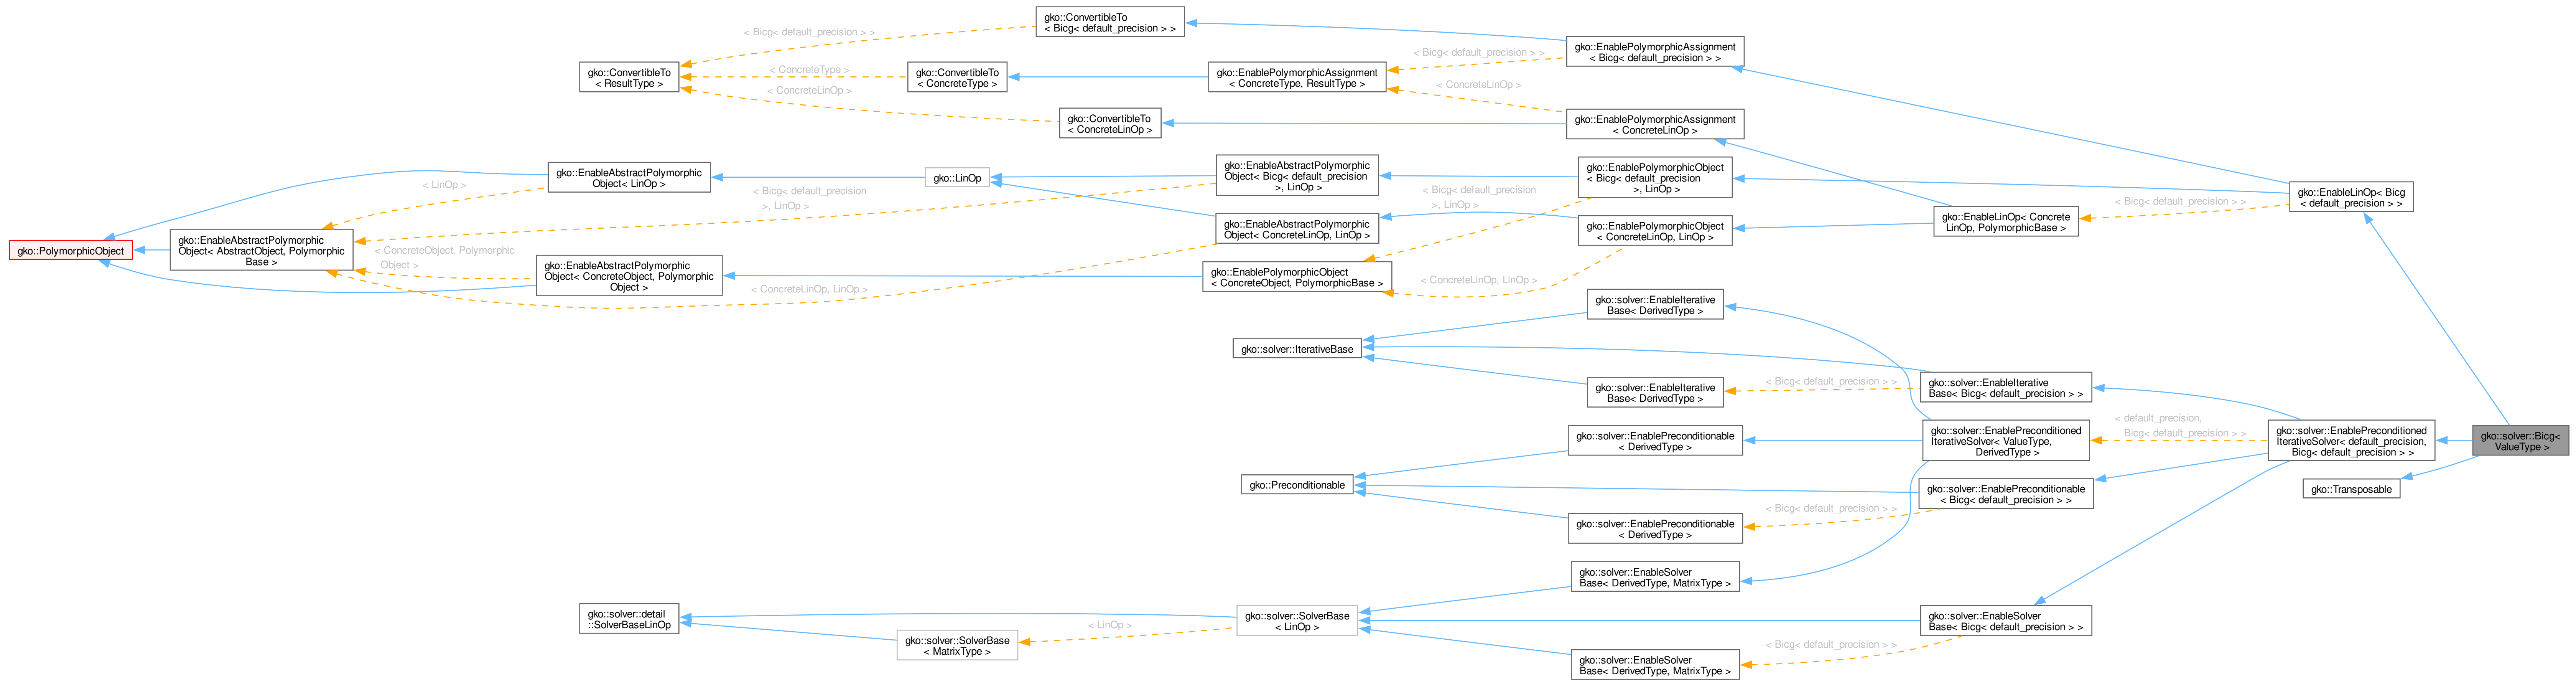 gko::ConvertibleTo
< Bicg< default_precision > >
< Bicg< default_precision > >
gko::EnablePolymorphicAssignment
< Bicg< default_precision > >
< Bicg< default_precision > >
gko::ConvertibleTo
< ResultType >
< ConcreteType >
gko::ConvertibleTo
< ConcreteType >
gko::EnablePolymorphicAssignment
< ConcreteType, ResultType >
< ConcreteLinOp >
< ConcreteLinOp >
gko::ConvertibleTo
< ConcreteLinOp >
gko::EnablePolymorphicAssignment
< ConcreteLinOp >
gko::EnableAbstractPolymorphic
Object< LinOp >
< LinOp >
gko::LinOp
gko::EnableAbstractPolymorphic
Object< Bicg< default_precision
>, LinOp >
gko::EnablePolymorphicObject
< Bicg< default_precision
>, LinOp >
< Bicg< default_precision
>, LinOp >
< Bicg< default_precision
>, LinOp >
gko::EnableLinOp< Bicg
< default_precision > >
< Bicg< default_precision > >
gko::EnableLinOp< Concrete
LinOp, PolymorphicBase >
gko::EnableAbstractPolymorphic
Object< ConcreteLinOp, LinOp >
gko::EnablePolymorphicObject
< ConcreteLinOp, LinOp >
gko::PolymorphicObject
gko::EnableAbstractPolymorphic
Object< AbstractObject, Polymorphic
Base >
< ConcreteObject, Polymorphic
Object >
gko::EnableAbstractPolymorphic
Object< ConcreteObject, Polymorphic
Object >
< ConcreteLinOp, LinOp >
gko::EnablePolymorphicObject
< ConcreteObject, PolymorphicBase >
< ConcreteLinOp, LinOp >
gko::solver::EnableIterative
Base< DerivedType >
gko::solver::IterativeBase
gko::solver::EnableIterative
Base< DerivedType >
< Bicg< default_precision > >
gko::solver::EnableIterative
Base< Bicg< default_precision > >
gko::solver::EnablePreconditionable
< DerivedType >
gko::solver::EnablePreconditioned
IterativeSolver< ValueType,
DerivedType >
< default_precision,
Bicg< default_precision > >
gko::solver::EnablePreconditioned
IterativeSolver< default_precision,
Bicg< default_precision > >
gko::solver::Bicg<
ValueType >
gko::Preconditionable
gko::solver::EnablePreconditionable
< Bicg< default_precision > >
gko::Transposable
gko::solver::EnablePreconditionable
< DerivedType >
< Bicg< default_precision > >
gko::solver::EnableSolver
Base< DerivedType, MatrixType >
gko::solver::detail
::SolverBaseLinOp
gko::solver::SolverBase
< LinOp >
< LinOp >
gko::solver::SolverBase
< MatrixType >
gko::solver::EnableSolver
Base< Bicg< default_precision > >
< Bicg< default_precision > >
gko::solver::EnableSolver
Base< DerivedType, MatrixType >